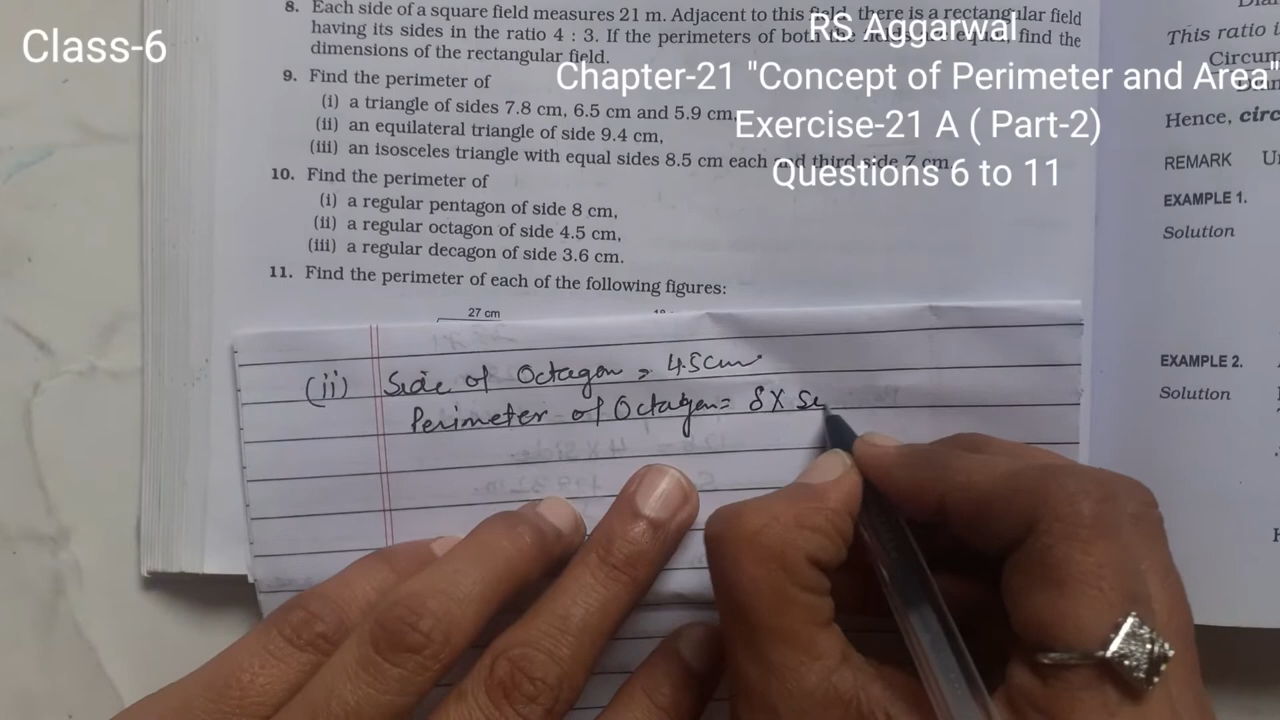 Class-6
RS Aggarwal
Chapter-21 "Concept of Perimeter and Area"
Exercise-21 A ( Part-2)
Questions 6 to 11
8. Each side of a square field measures 21 m. Adjacent to this field, there is a rectangular field
having its sides in the ratio 4 : 3. If the perimeters of both the fields are equal, find the
dimensions of the rectangular field.
9. Find the perimeter of
(i) a triangle of sides 7.8 cm, 6.5 cm and 5.9 cm,
(ii) an equilateral triangle of side 9.4 cm,
(iii) an isosceles triangle with equal sides 8.5 cm each and third side 7 cm.
10. Find the perimeter of
(i) a regular pentagon of side 8 cm,
(ii) a regular octagon of side 4.5 cm,
(iii) a regular decagon of side 3.6 cm.
11. Find the perimeter of each of the following figures:
27 cm
(ii) Side of Octagon = 4.5cm
Perimeter of Octagon = 8 X
This ratio
Circum
Hence, circ
REMARK
EXAMPLE 1.
Solution
EXAMPLE 2.
Solution